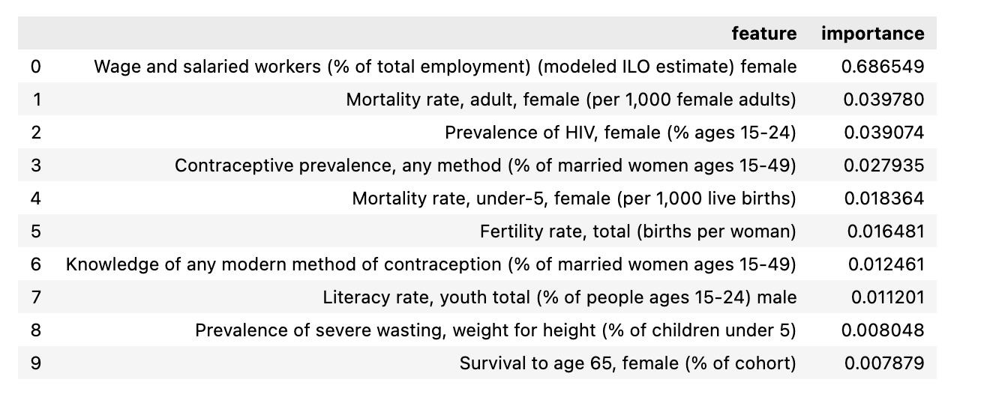 feature importance
0 Wage and salaried workers (% of total employment) (modeled ILO estimate) female 0.686549
1 Mortality rate, adult, female (per 1,000 female adults) 0.039780
2 Prevalence of HIV, female (% ages 15-24) 0.039074
3 Contraceptive prevalence, any method (% of married women ages 15-49) 0.027935
4 Mortality rate, under-5, female (per 1,000 live births) 0.018364
5 Fertility rate, total (births per woman) 0.016481
6 Knowledge of any modern method of contraception (% of married women ages 15-49) 0.012461
7 Literacy rate, youth total (% of people ages 15-24) male 0.011201
8 Prevalence of severe wasting, weight for height (% of children under 5) 0.008048
9 Survival to age 65, female (% of cohort) 0.007879